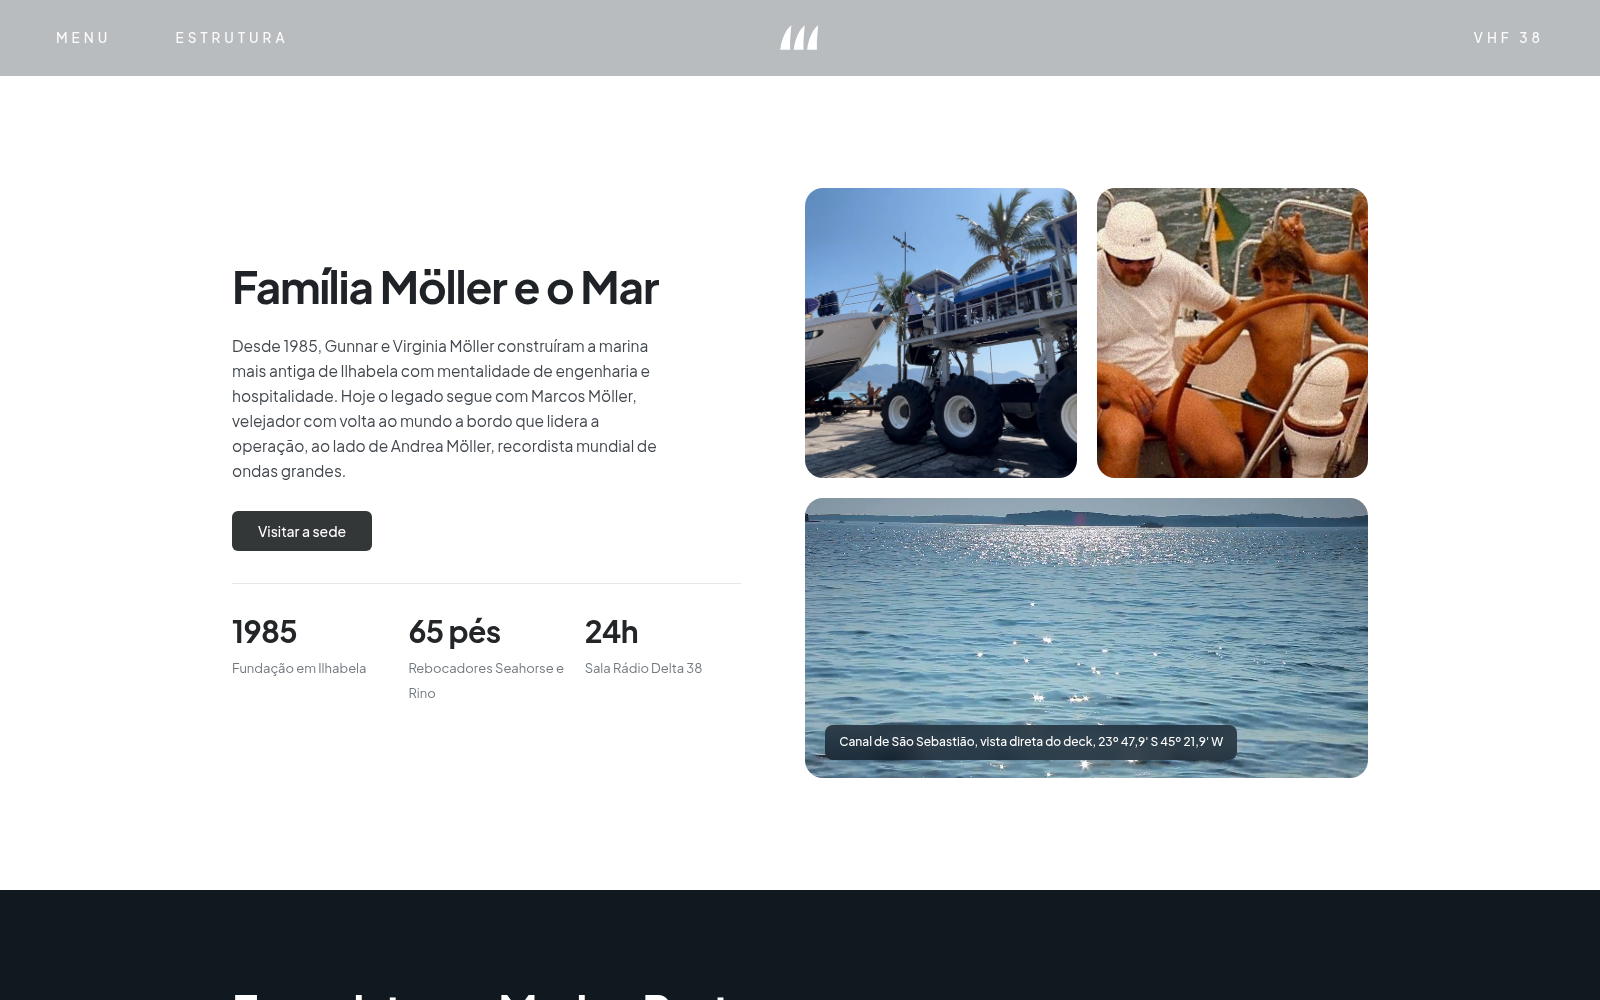 MENU
ESTRUTURA
VHF 38
Família Möller e o Mar
Desde 1985, Gunnar e Virginia Möller construíram a marina
mais antiga de Ilhabela com mentalidade de engenharia e
hospitalidade. Hoje o legado segue com Marcos Möller,
velejador com volta ao mundo a bordo que lidera a
operação, ao lado de Andrea Möller, recordista mundial de
ondas grandes.
Visitar a sede
1985
Fundação em Ilhabela
65 pés
Rebocadores Seahorse e
Rino
24h
Sala Rádio Delta 38
Canal de São Sebastião, vista direta do deck, 23º 47,9' S 45º 21,9' W